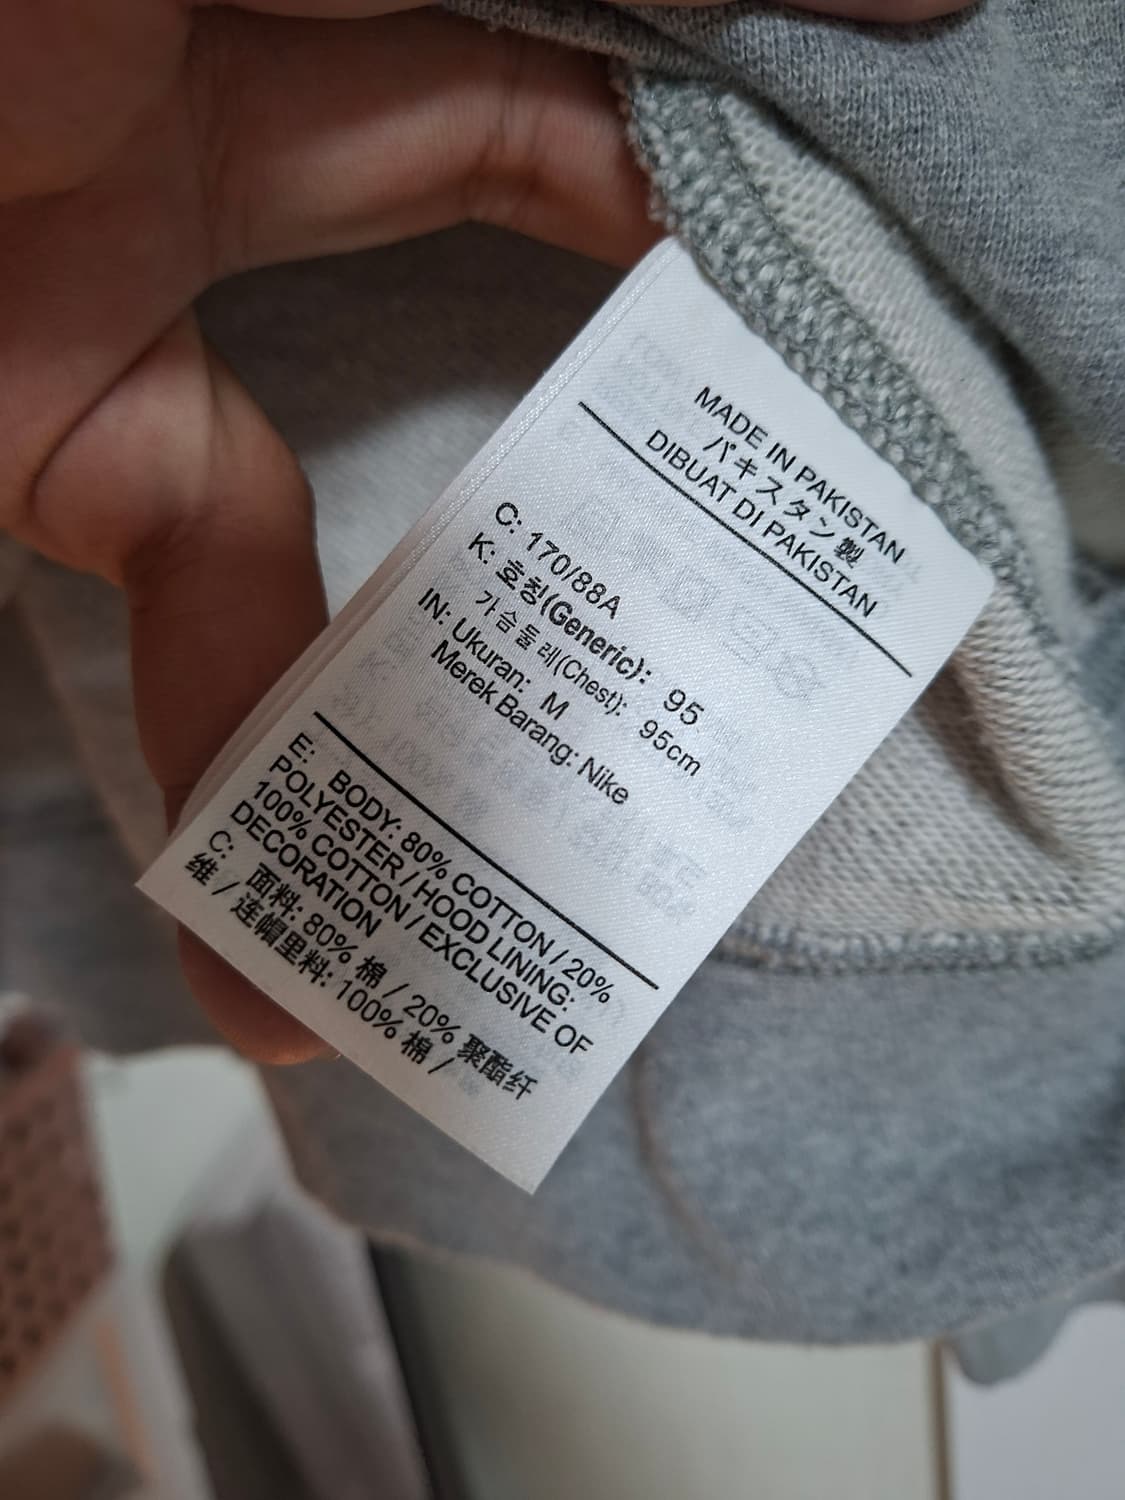 MADE IN PAKISTAN
パキスタン製
DIBUAT DI PAKISTAN
C: 170/88A
K: 호칭(Generic): 95
가슴둘레(Chest): 95cm
IN: Ukuran: M
Merek Barang: Nike
E: BODY: 80% COTTON / 20%
POLYESTER / HOOD LINING:
100% COTTON / EXCLUSIVE OF
DECORATION
C: 面料: 80% 棉 / 20% 聚酯纤
维 / 连帽里料: 100% 棉 /